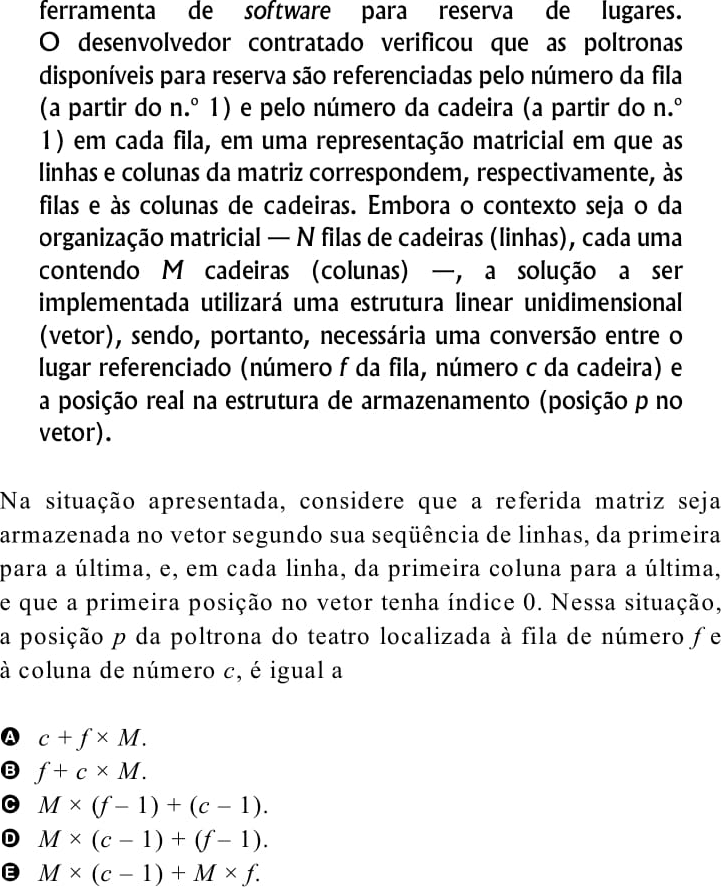 ferramenta de software para reserva de lugares.
O desenvolvedor contratado verificou que as poltronas
disponíveis para reserva são referenciadas pelo número da fila
(a partir do n.º 1) e pelo número da cadeira (a partir do n.º
1) em cada fila, em uma representação matricial em que as
linhas e colunas da matriz correspondem, respectivamente, às
filas e às colunas de cadeiras. Embora o contexto seja o da
organização matricial — N filas de cadeiras (linhas), cada uma
contendo M cadeiras (colunas) —, a solução a ser
implementada utilizará uma estrutura linear unidimensional
(vetor), sendo, portanto, necessária uma conversão entre o
lugar referenciado (número f da fila, número c da cadeira) e
a posição real na estrutura de armazenamento (posição p no
vetor).
Na situação apresentada, considere que a referida matriz seja
armazenada no vetor segundo sua seqüência de linhas, da primeira
para a última, e, em cada linha, da primeira coluna para a última,
e que a primeira posição no vetor tenha índice 0. Nessa situação,
a posição p da poltrona do teatro localizada à fila de número f e
à coluna de número c, é igual a
A c + f × M.
B f + c × M.
C M × (f – 1) + (c – 1).
D M × (c – 1) + (f – 1).
E M × (c – 1) + M × f.